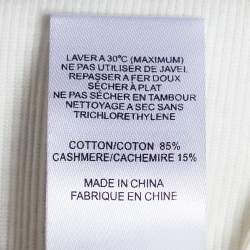 LAVER A 30°C (MAXIMUM)
NE PAS UTILISER DE JAVEL
REPASSER A FER DOUX
SÉCHER À PLAT
NE PAS SÉCHER EN TAMBOUR
NETTOYAGE A SEC SANS
TRICHLORETHYLENE
COTTON/COTON 85%
CASHMERE/CACHEMIRE 15%
MADE IN CHINA
FABRIQUE EN CHINE